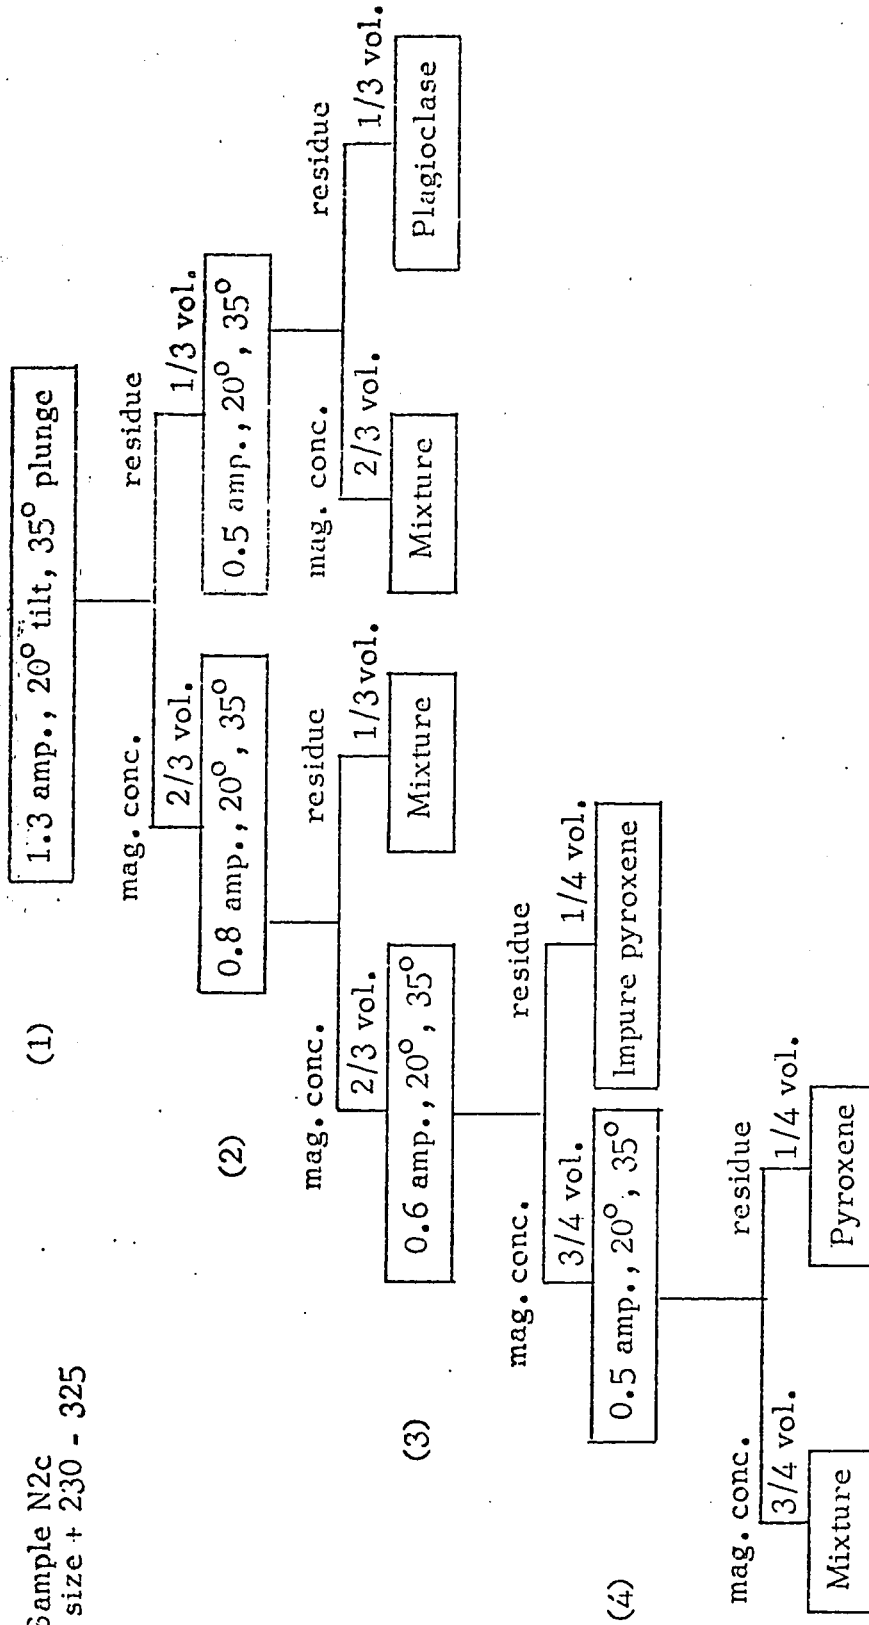 Sample N2c
size + 230 - 325
(1)
1.3 amp., 20° tilt, 35° plunge
mag. conc.
residue
2/3 vol.
1/3 vol.
(2)
0.8 amp., 20°, 35°
0.5 amp., 20°, 35°
mag. conc.
residue
mag. conc.
residue
2/3 vol.
1/3 vol.
2/3 vol.
1/3 vol.
(3)
0.6 amp., 20°, 35°
Mixture
Mixture
Plagioclase
mag. conc.
residue
3/4 vol.
1/4 vol.
(4)
0.5 amp., 20°, 35°
Impure pyroxene
mag. conc.
residue
3/4 vol.
1/4 vol.
Mixture
Pyroxene